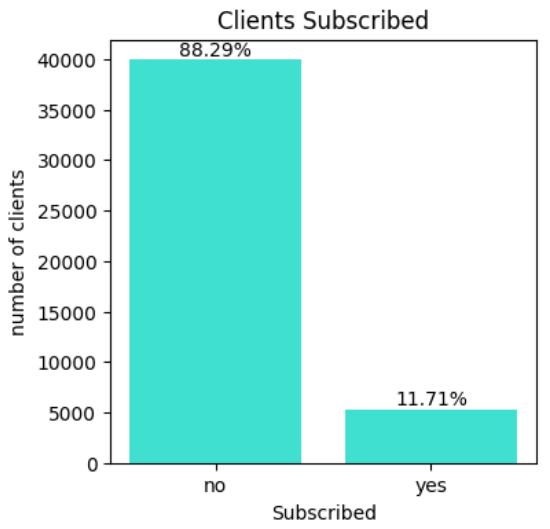 Clients Subscribed
88.29%
40000
35000
30000
25000
20000
15000
10000
11.71%
5000
0
number of clients
no yes
Subscribed